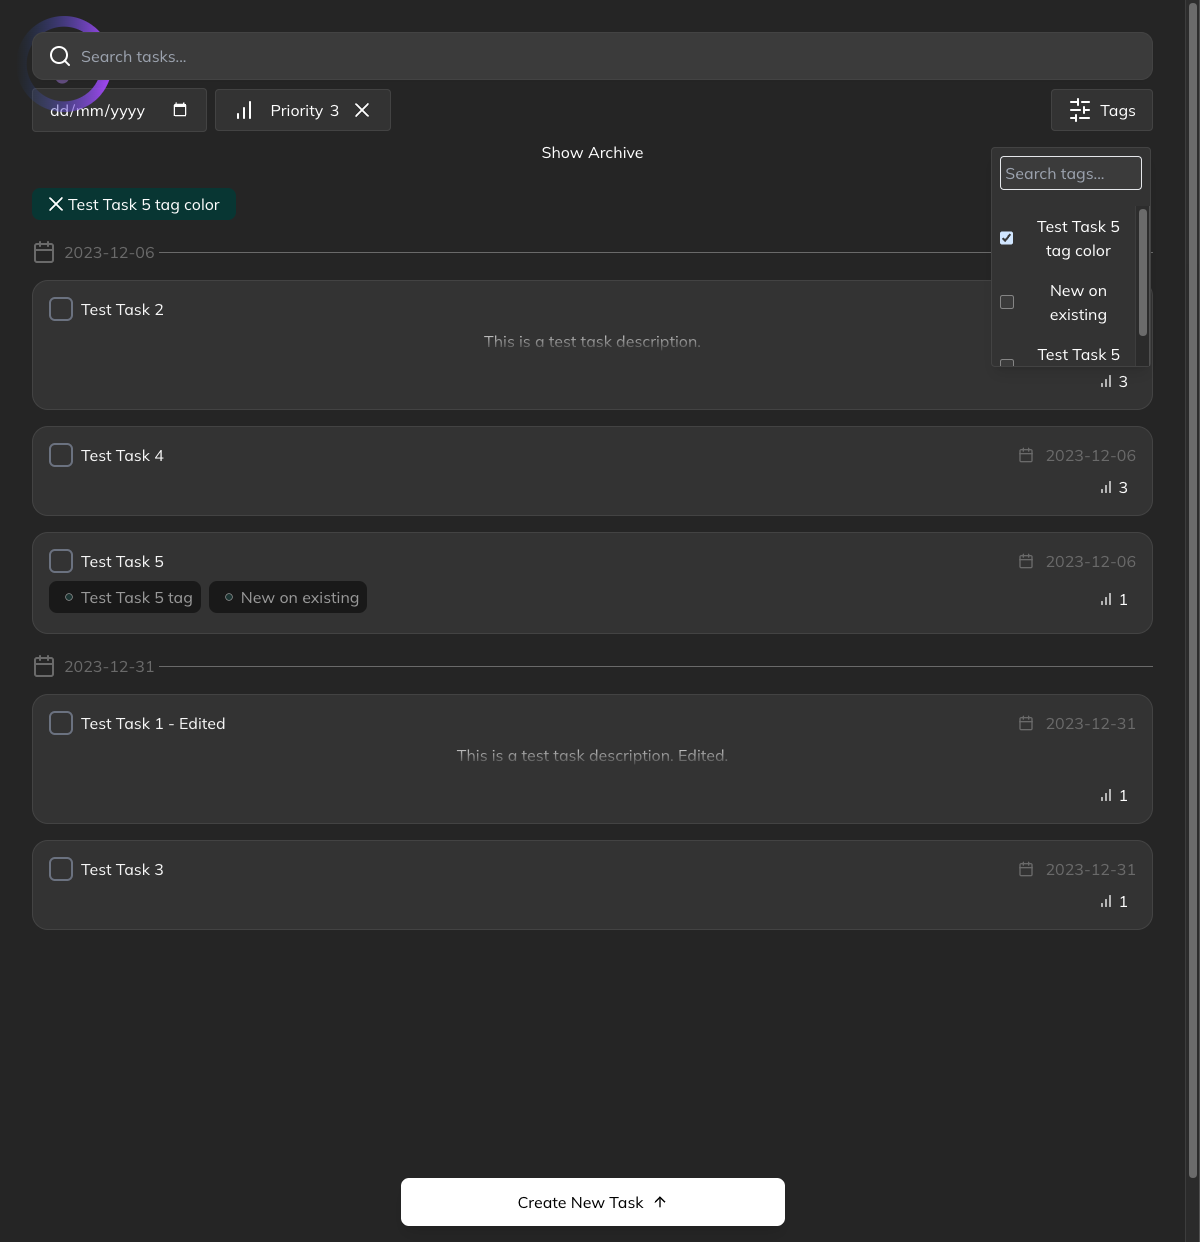 Search tasks...
dd/mm/yyyy
Priority 3
Tags
Show Archive
Search tags...
Test Task 5 tag color
Test Task 5
tag color
New on
existing
Test Task 5
2023-12-06
Test Task 2
This is a test task description.
3
Test Task 4
2023-12-06
3
Test Task 5
2023-12-06
Test Task 5 tag
New on existing
1
2023-12-31
Test Task 1 - Edited
2023-12-31
This is a test task description. Edited.
1
Test Task 3
2023-12-31
1
Create New Task